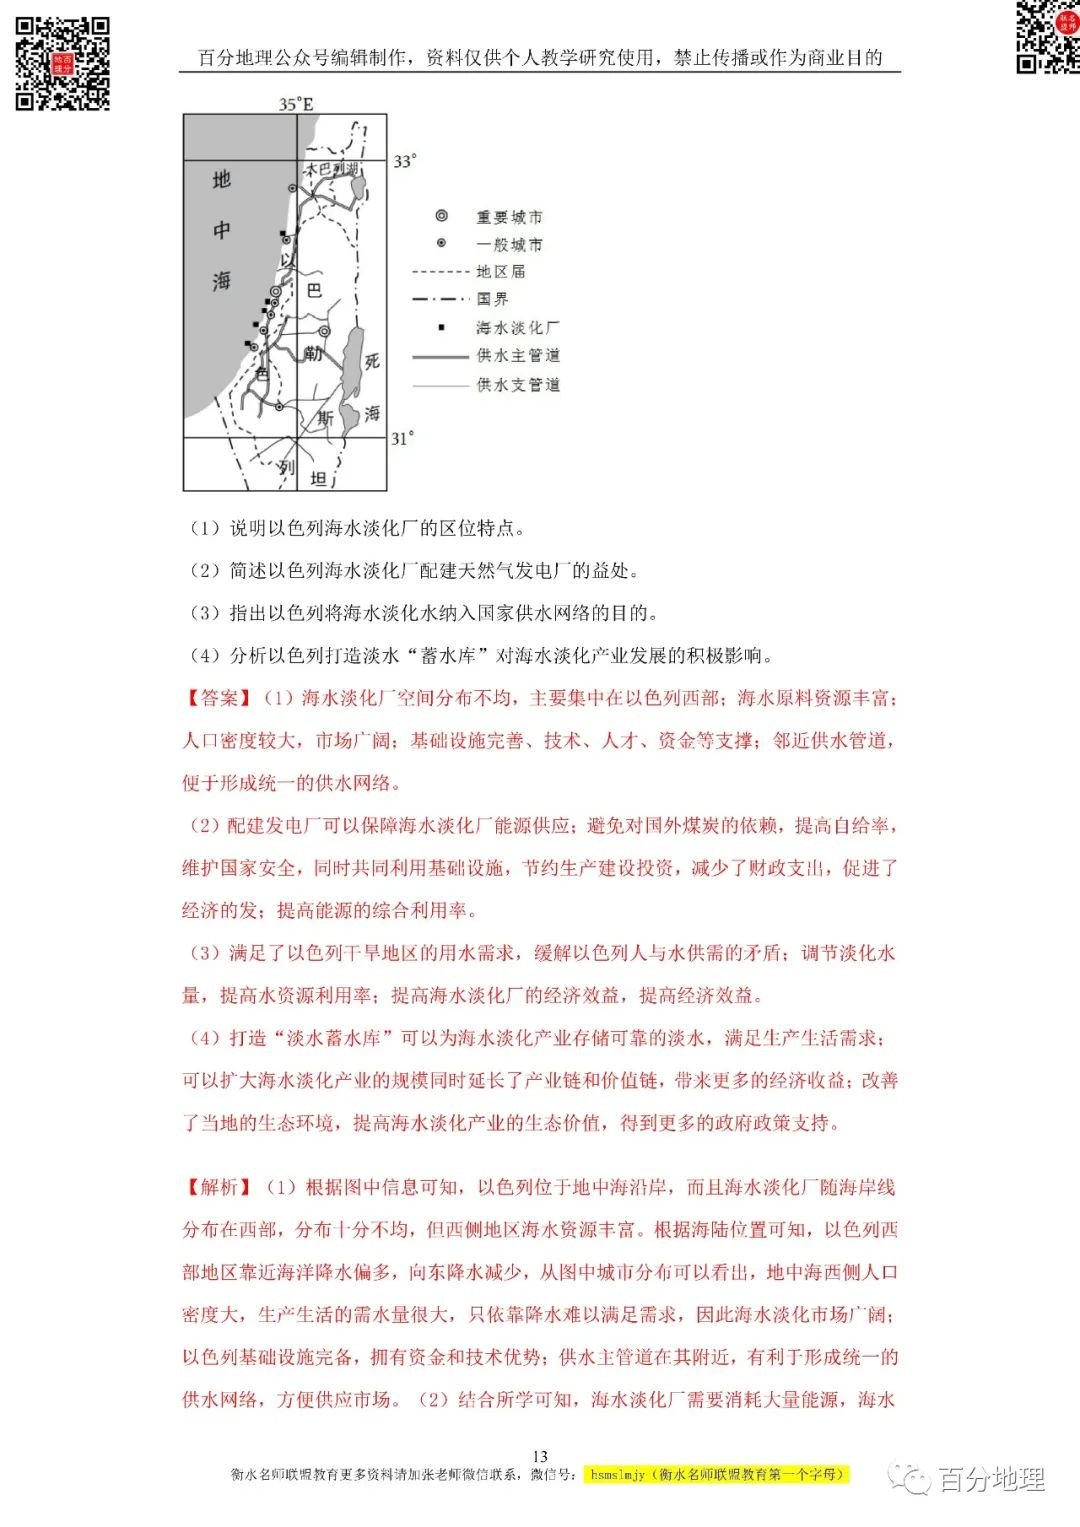 百分地理公众号编辑制作，资料仅供个人教学研究使用，禁止传播或作为商业目的
35°E
33°
太巴列湖
地
中
海
以
巴
勒
色
斯
列
坦
死
海
31°
重要城市
一般城市
地区届
国界
海水淡化厂
供水主管道
供水支管道
（1）说明以色列海水淡化厂的区位特点。
（2）简述以色列海水淡化厂配建天然气发电厂的益处。
（3）指出以色列将海水淡化水纳入国家供水网络的目的。
（4）分析以色列打造淡水“蓄水库”对海水淡化产业发展的积极影响。
【答案】（1）海水淡化厂空间分布不均，主要集中在以色列西部；海水原料资源丰富；
人口密度较大，市场广阔；基础设施完善、技术、人才、资金等支撑；邻近供水管道，
便于形成统一的供水网络。
（2）配建发电厂可以保障海水淡化厂能源供应；避免对国外煤炭的依赖，提高自给率，
维护国家安全，同时共同利用基础设施，节约生产建设投资，减少了财政支出，促进了
经济的发；提高能源的综合利用率。
（3）满足了以色列干旱地区的用水需求，缓解以色列人与水供需的矛盾；调节淡化水
量，提高水资源利用率；提高海水淡化厂的经济效益，提高经济效益。
（4）打造“淡水蓄水库”可以为海水淡化产业存储可靠的淡水，满足生产生活需求；
可以扩大海水淡化产业的规模同时延长了产业链和价值链，带来更多的经济收益；改善
了当地的生态环境，提高海水淡化产业的生态价值，得到更多的政府政策支持。
【解析】（1）根据图中信息可知，以色列位于地中海沿岸，而且海水淡化厂随海岸线
分布在西部，分布十分不均，但西侧地区海水资源丰富。根据海陆位置可知，以色列西
部地区靠近海洋降水偏多，向东降水减少，从图中城市分布可以看出，地中海西侧人口
密度大，生产生活的需水量很大，只依靠降水难以满足需求，因此海水淡化市场广阔；
以色列基础设施完备，拥有资金和技术优势；供水主管道在其附近，有利于形成统一的
供水网络，方便供应市场。（2）结合所学可知，海水淡化厂需要消耗大量能源，海水
13
衡水名师联盟教育更多资料请加张老师微信联系，微信号：hsmslmjy（衡水名师联盟教育第一个字母）
百分地理